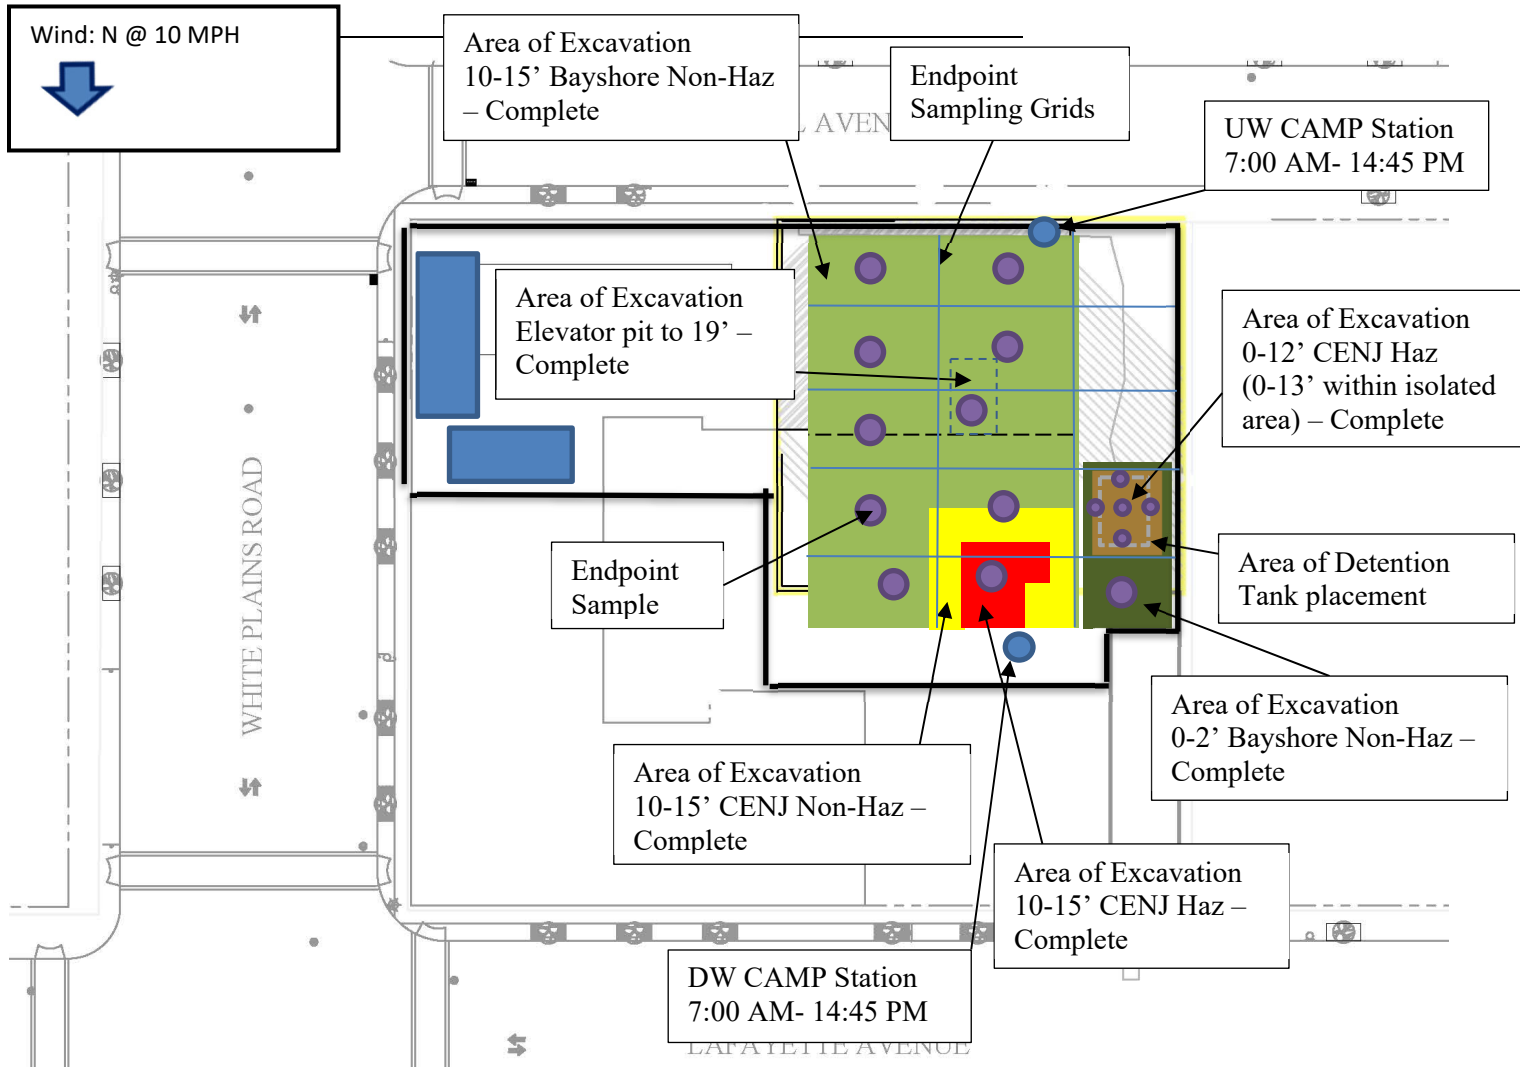 Wind: N @ 10 MPH
Area of Excavation
10-15’ Bayshore Non-Haz
– Complete
Endpoint
Sampling Grids
UW CAMP Station
7:00 AM- 14:45 PM
Area of Excavation
Elevator pit to 19’ –
Complete
Area of Excavation
0-12’ CENJ Haz
(0-13’ within isolated
area) – Complete
WHITE PLAINS ROAD
Endpoint
Sample
Area of Detention
Tank placement
Area of Excavation
0-2’ Bayshore Non-Haz –
Complete
Area of Excavation
10-15’ CENJ Non-Haz –
Complete
Area of Excavation
10-15’ CENJ Haz –
Complete
DW CAMP Station
7:00 AM- 14:45 PM
LAFAYETTE AVENUE